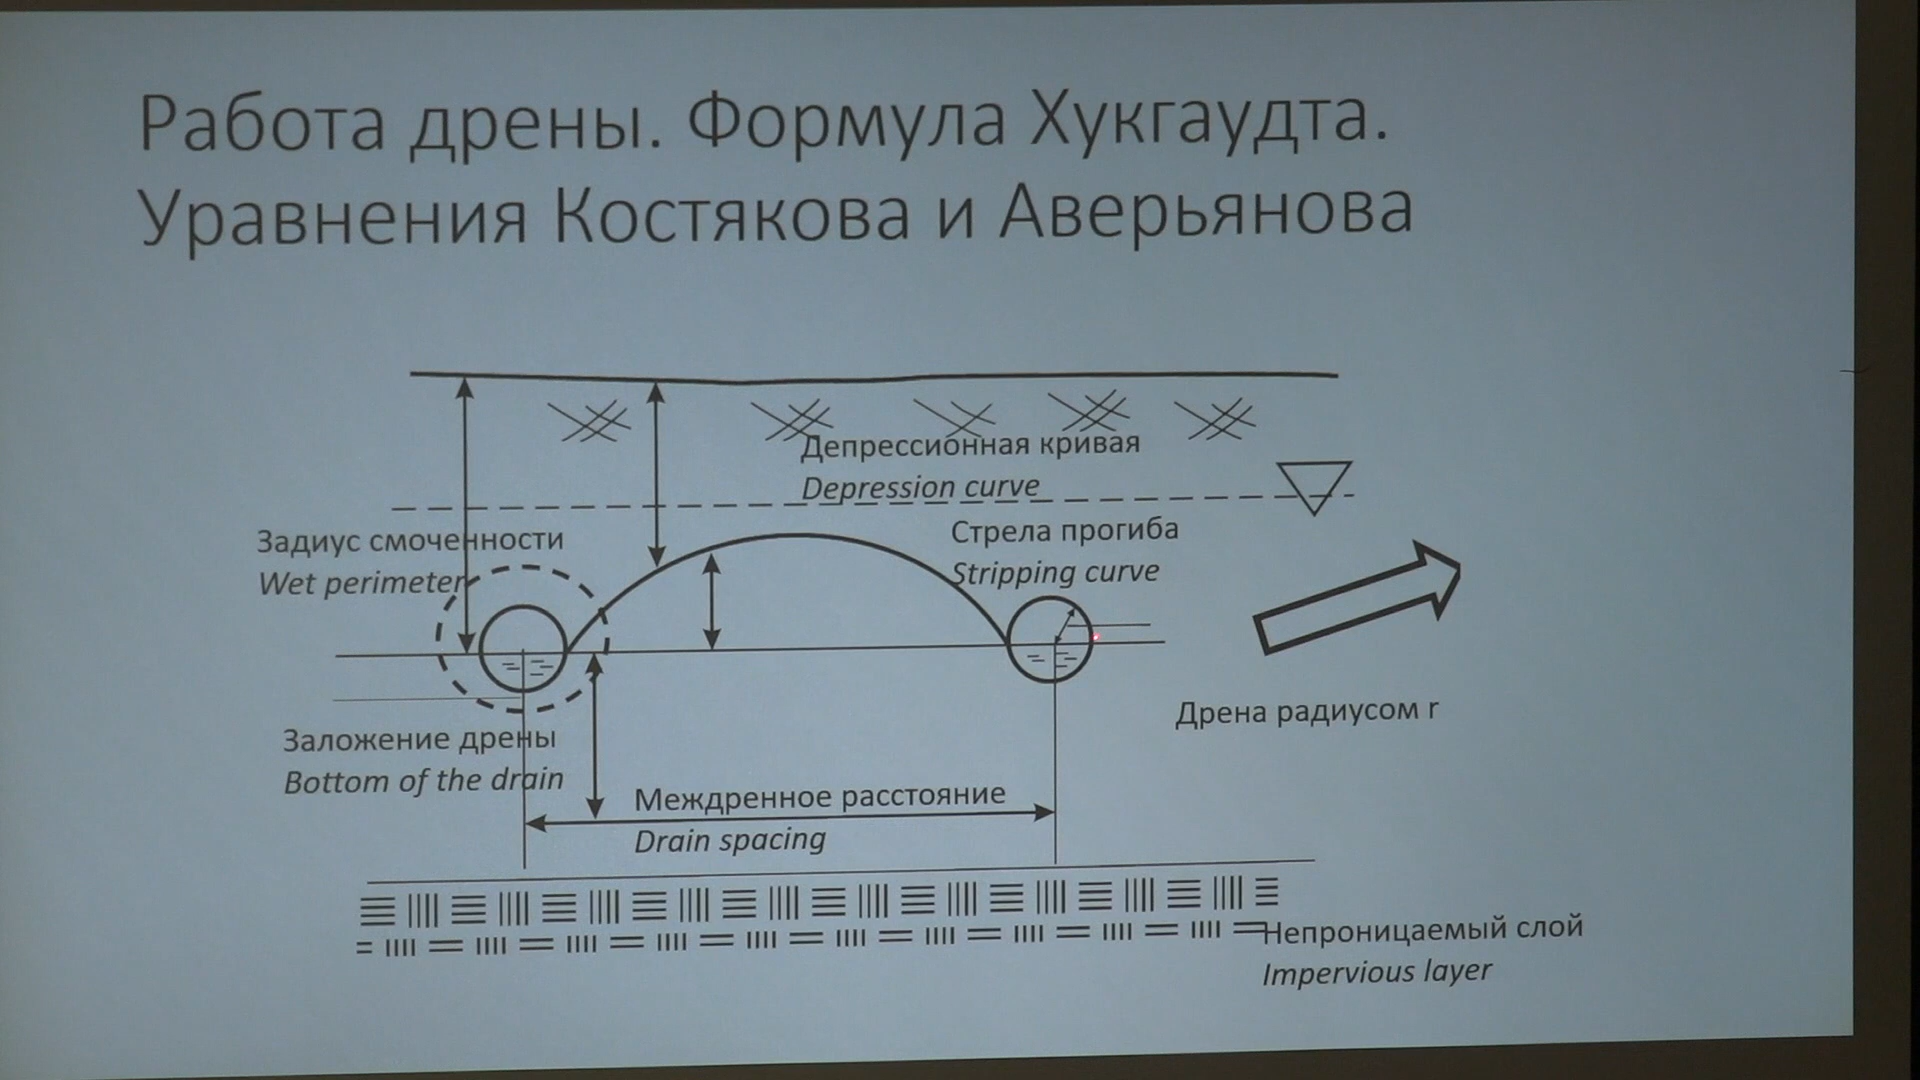 Работа дрены. Формула Хукгаудта.
Уравнения Костякова и Аверьянова
Депрессионная кривая
Depression curve
Задиус смоченности
Wet perimeter
Стрела прогиба
Stripping curve
Дрена радиусом r
Заложение дрены
Bottom of the drain
Междренное расстояние
Drain spacing
Непроницаемый слой
Impervious layer